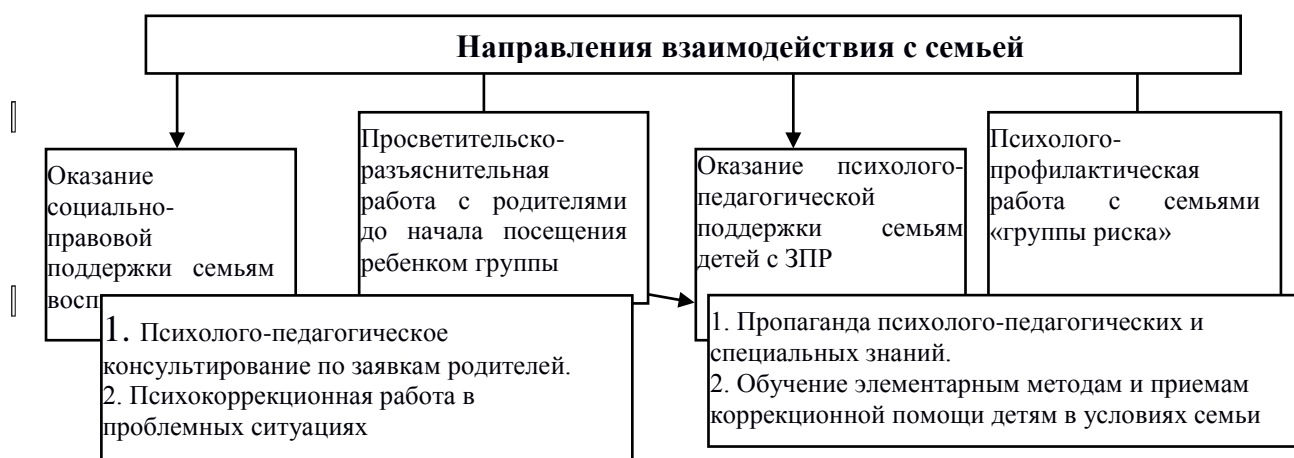 Направления взаимодействия с семьей
Оказание
социально-
правовой
поддержки семьям
Просветительско-
разъяснительная
работа с родителями
до начала посещения
ребенком группы
Оказание психолого-
педагогической
поддержки семьям
детей с ЗПР
Психолого-
профилактическая
работа с семьями
«группы риска»
1. Психолого-педагогическое
консультирование по заявкам родителей.
2. Психокоррекционная работа в
проблемных ситуациях
1. Пропаганда психолого-педагогических и
специальных знаний.
2. Обучение элементарным методам и приемам
коррекционной помощи детям в условиях семьи